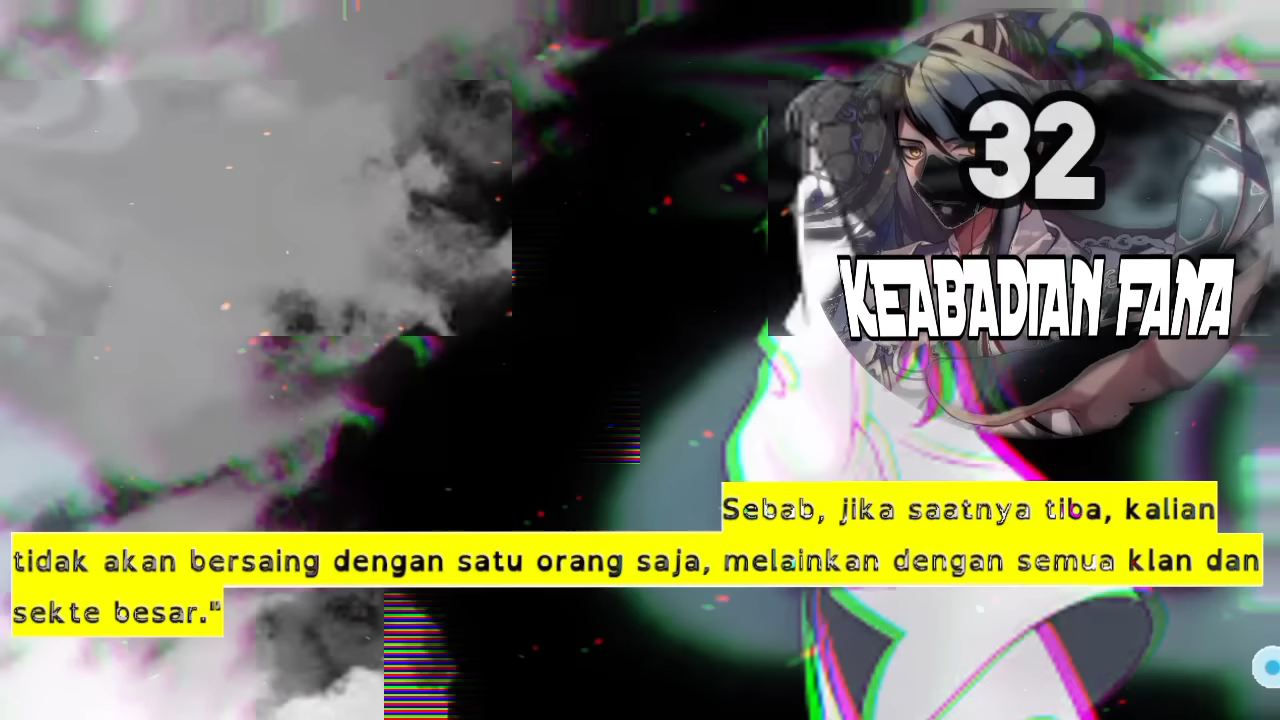 32
KEABADIAN FANA
Sebab, jika saatnya tiba, kalian
tidak akan bersaing dengan satu orang saja, melainkan dengan semua klan dan
sekte besar."